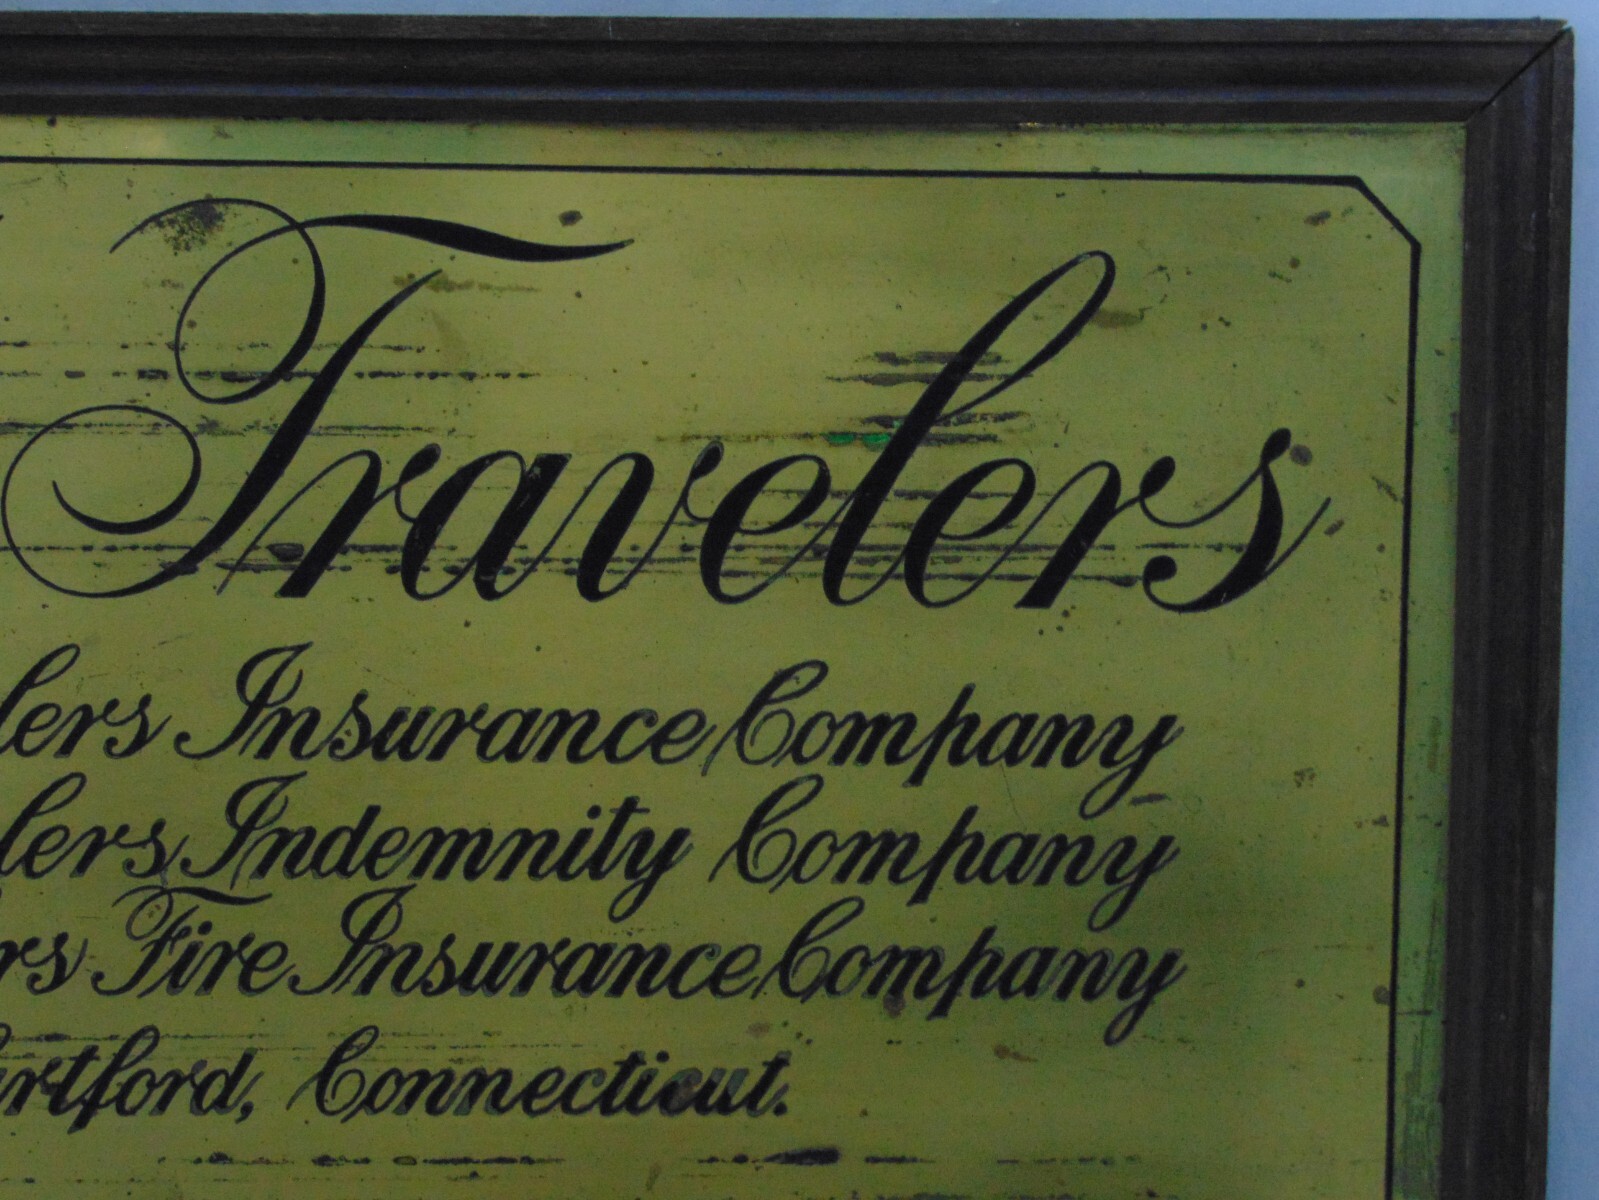 Travelers
lers Insurance Company
lers Indemnity Company
rs Fire Insurance Company
rtford, Connecticut.